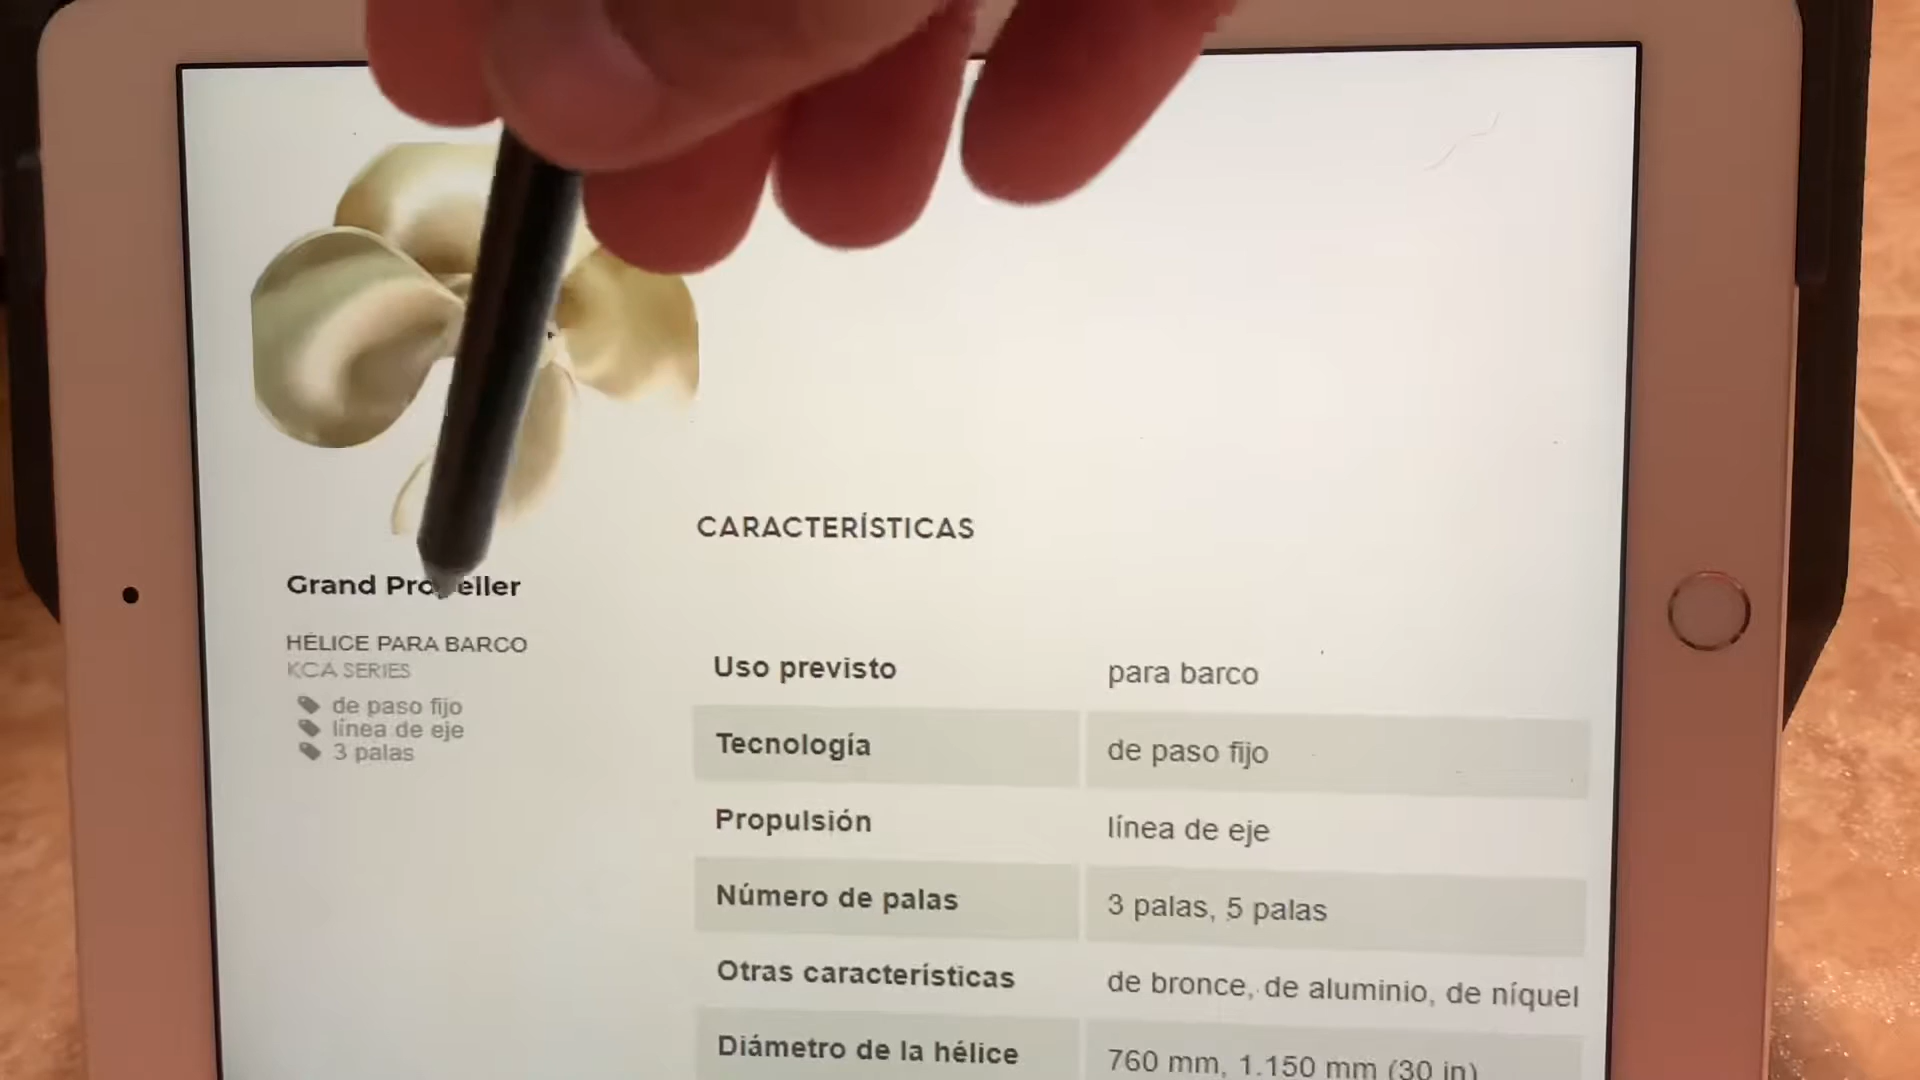 CARACTERÍSTICAS
Grand Propeller
HÉLICE PARA BARCO
KCA SERIES
de paso fijo
línea de eje
3 palas
Uso previsto para barco
Tecnología de paso fijo
Propulsión línea de eje
Número de palas 3 palas, 5 palas
Otras características de bronce, de aluminio, de níquel
Diámetro de la hélice 760 mm, 1.150 mm (30 in)